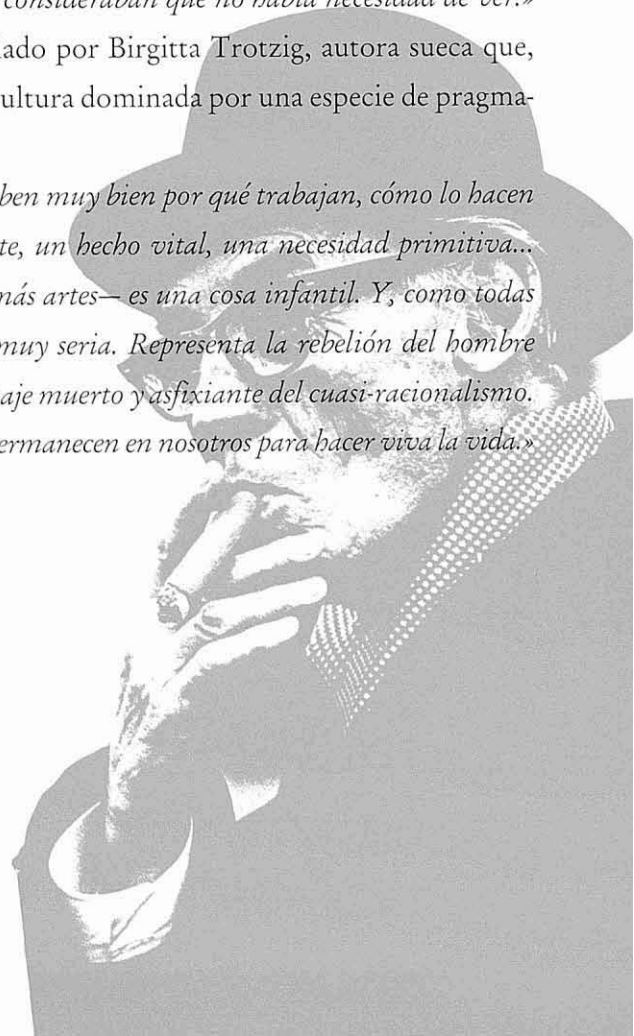 consideraban que no había necesidad de ver.»
lado por Birgitta Trotzig, autora sueca que,
ultura dominada por una especie de pragma-
ben muy bien por qué trabajan, cómo lo hacen
te, un hecho vital, una necesidad primitiva...
más artes— es una cosa infantil. Y, como todas
muy seria. Representa la rebelión del hombre
aje muerto y asfixiante del cuasi-racionalismo.
ermanecen en nosotros para hacer viva la vida.»